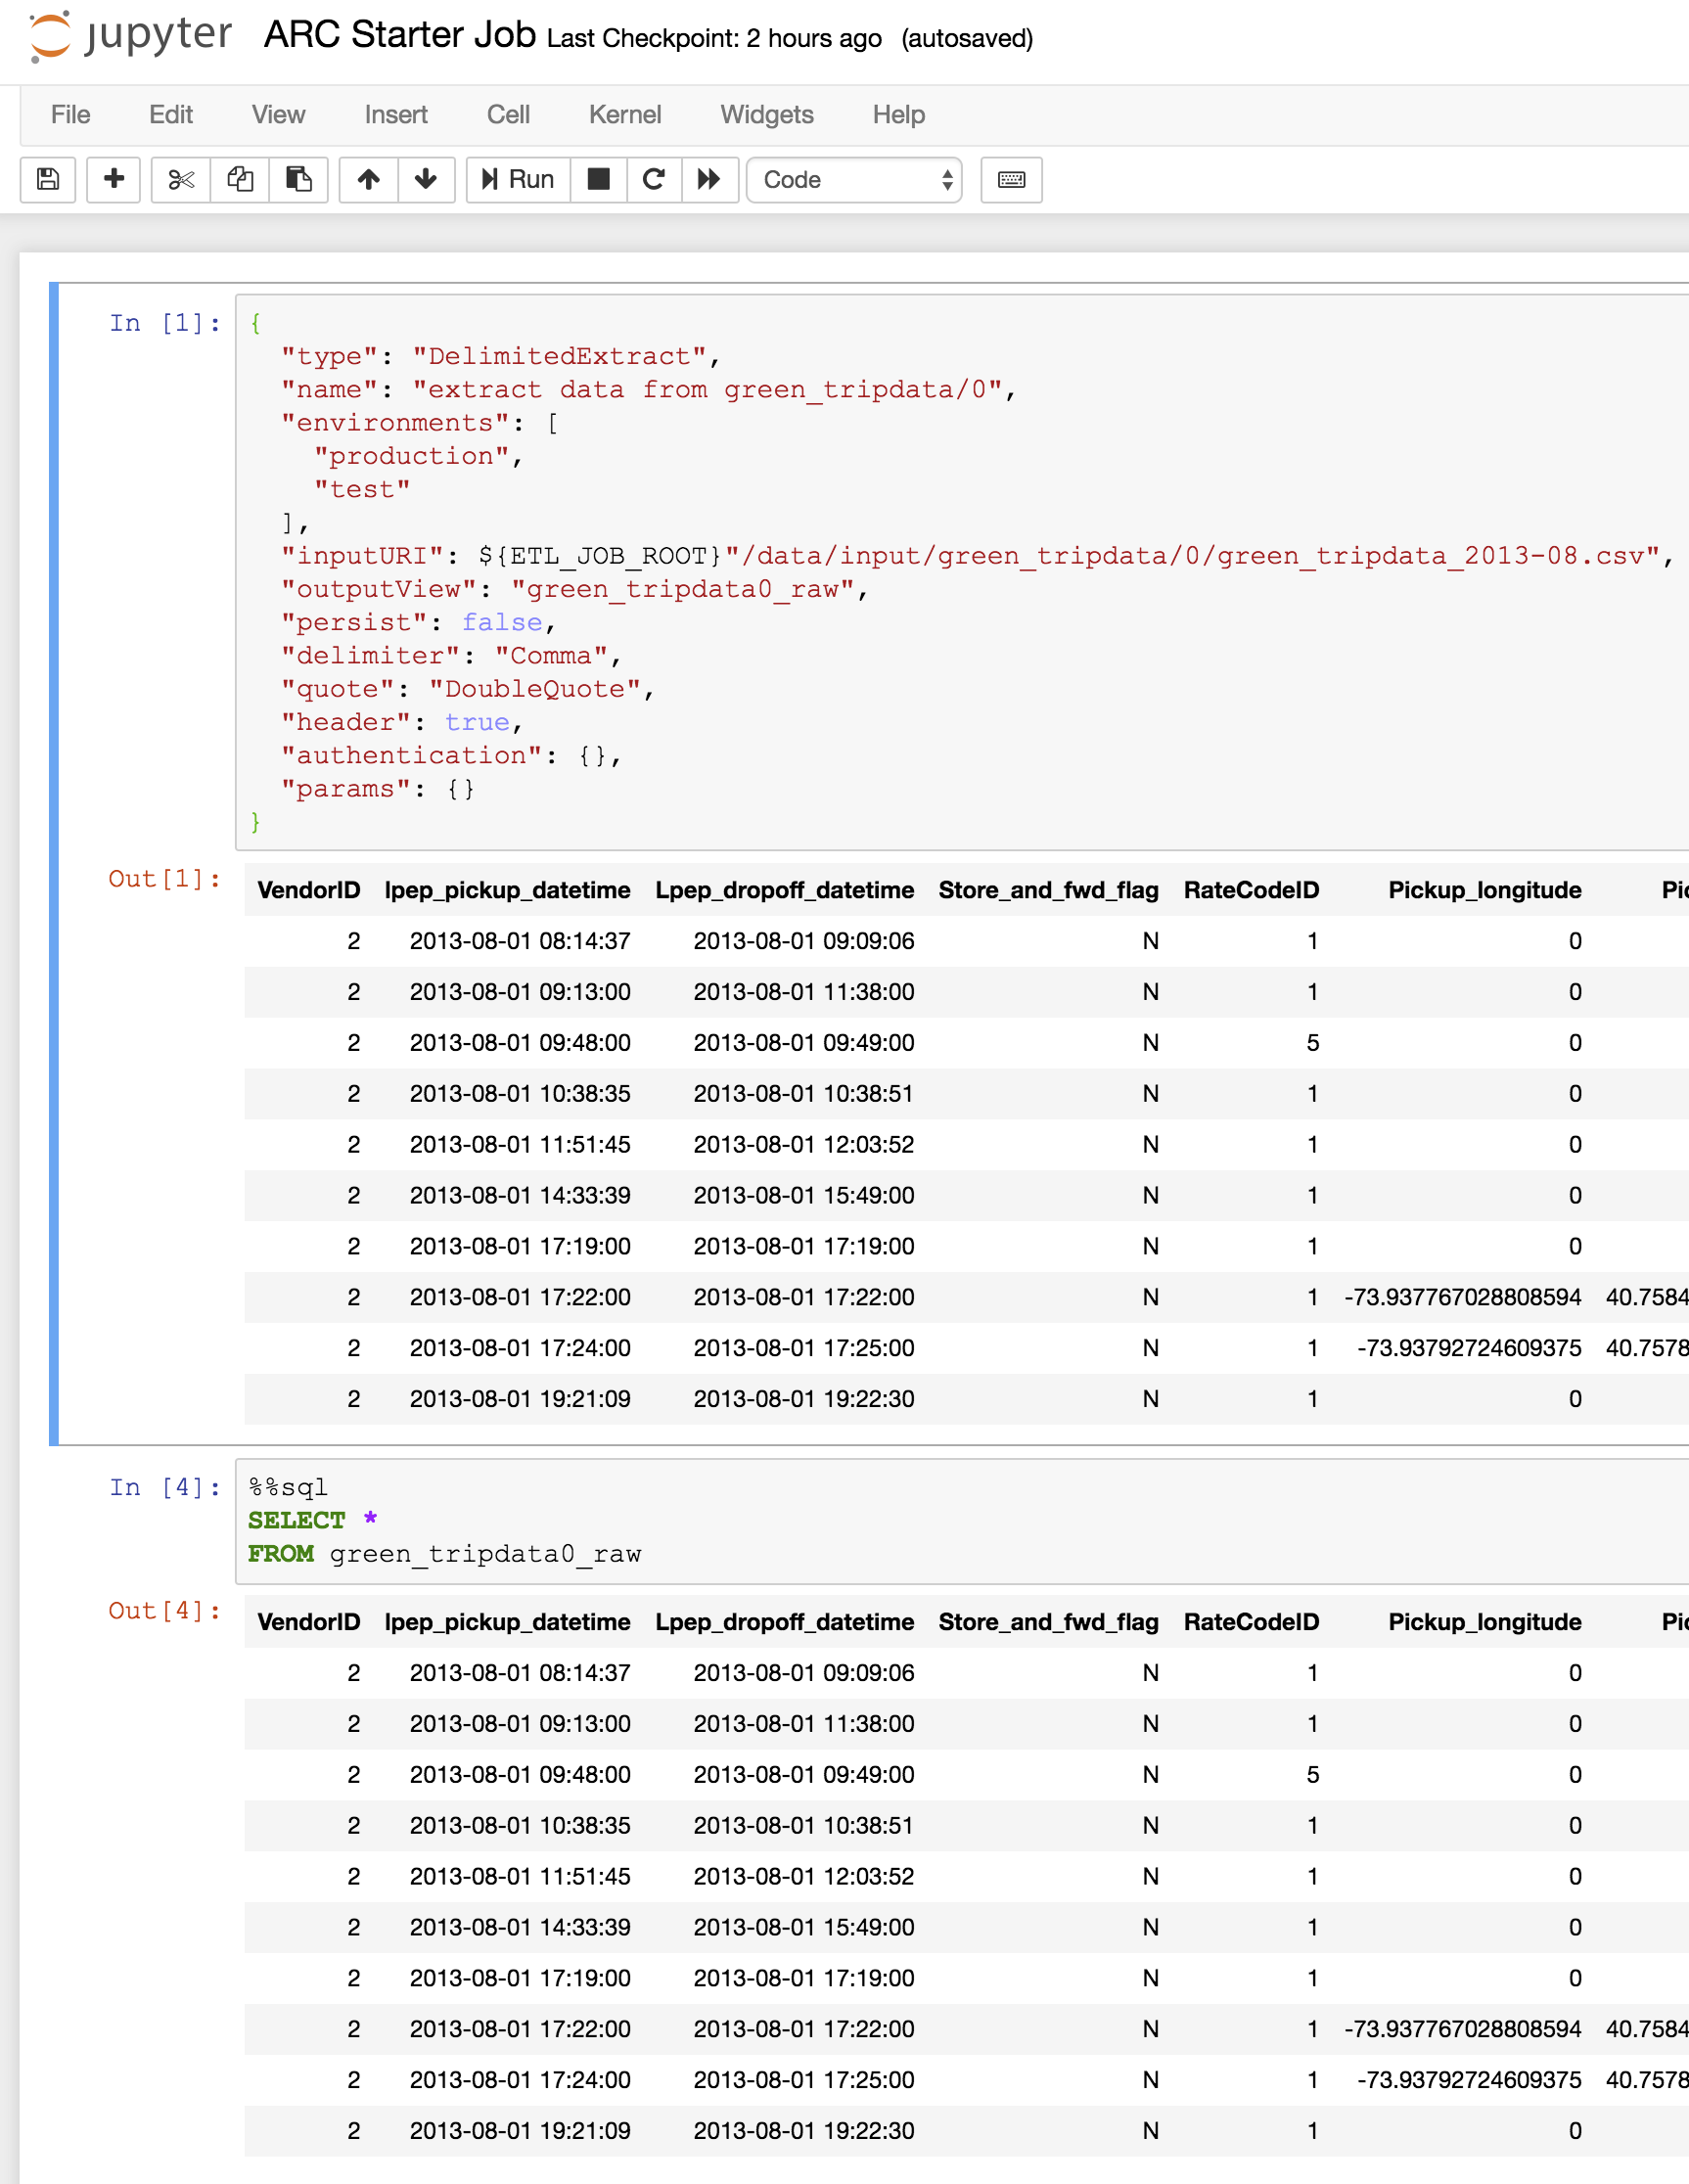 jupyter ARC Starter Job Last Checkpoint: 2 hours ago (autosaved)
File Edit View Insert Cell Kernel Widgets Help
Run Code
In [1]: {
"type": "DelimitedExtract",
"name": "extract data from green_tripdata/0",
"environments": [
"production",
"test"
],
"inputURI": ${ETL_JOB_ROOT}"/data/input/green_tripdata/0/green_tripdata_2013-08.csv",
"outputView": "green_tripdata0_raw",
"persist": false,
"delimiter": "Comma",
"quote": "DoubleQuote",
"header": true,
"authentication": {},
"params": {}
}
Out[1]: VendorID lpep_pickup_datetime Lpep_dropoff_datetime Store_and_fwd_flag RateCodeID Pickup_longitude
2 2013-08-01 08:14:37 2013-08-01 09:09:06 N 1 0
2 2013-08-01 09:13:00 2013-08-01 11:38:00 N 1 0
2 2013-08-01 09:48:00 2013-08-01 09:49:00 N 5 0
2 2013-08-01 10:38:35 2013-08-01 10:38:51 N 1 0
2 2013-08-01 11:51:45 2013-08-01 12:03:52 N 1 0
2 2013-08-01 14:33:39 2013-08-01 15:49:00 N 1 0
2 2013-08-01 17:19:00 2013-08-01 17:19:00 N 1 0
2 2013-08-01 17:22:00 2013-08-01 17:22:00 N 1 -73.937767028808594 40.7584
2 2013-08-01 17:24:00 2013-08-01 17:25:00 N 1 -73.93792724609375 40.7578
2 2013-08-01 19:21:09 2013-08-01 19:22:30 N 1 0
In [4]: %%sql
SELECT *
FROM green_tripdata0_raw
Out[4]: VendorID lpep_pickup_datetime Lpep_dropoff_datetime Store_and_fwd_flag RateCodeID Pickup_longitude
2 2013-08-01 08:14:37 2013-08-01 09:09:06 N 1 0
2 2013-08-01 09:13:00 2013-08-01 11:38:00 N 1 0
2 2013-08-01 09:48:00 2013-08-01 09:49:00 N 5 0
2 2013-08-01 10:38:35 2013-08-01 10:38:51 N 1 0
2 2013-08-01 11:51:45 2013-08-01 12:03:52 N 1 0
2 2013-08-01 14:33:39 2013-08-01 15:49:00 N 1 0
2 2013-08-01 17:19:00 2013-08-01 17:19:00 N 1 0
2 2013-08-01 17:22:00 2013-08-01 17:22:00 N 1 -73.937767028808594 40.7584
2 2013-08-01 17:24:00 2013-08-01 17:25:00 N 1 -73.93792724609375 40.7578
2 2013-08-01 19:21:09 2013-08-01 19:22:30 N 1 0